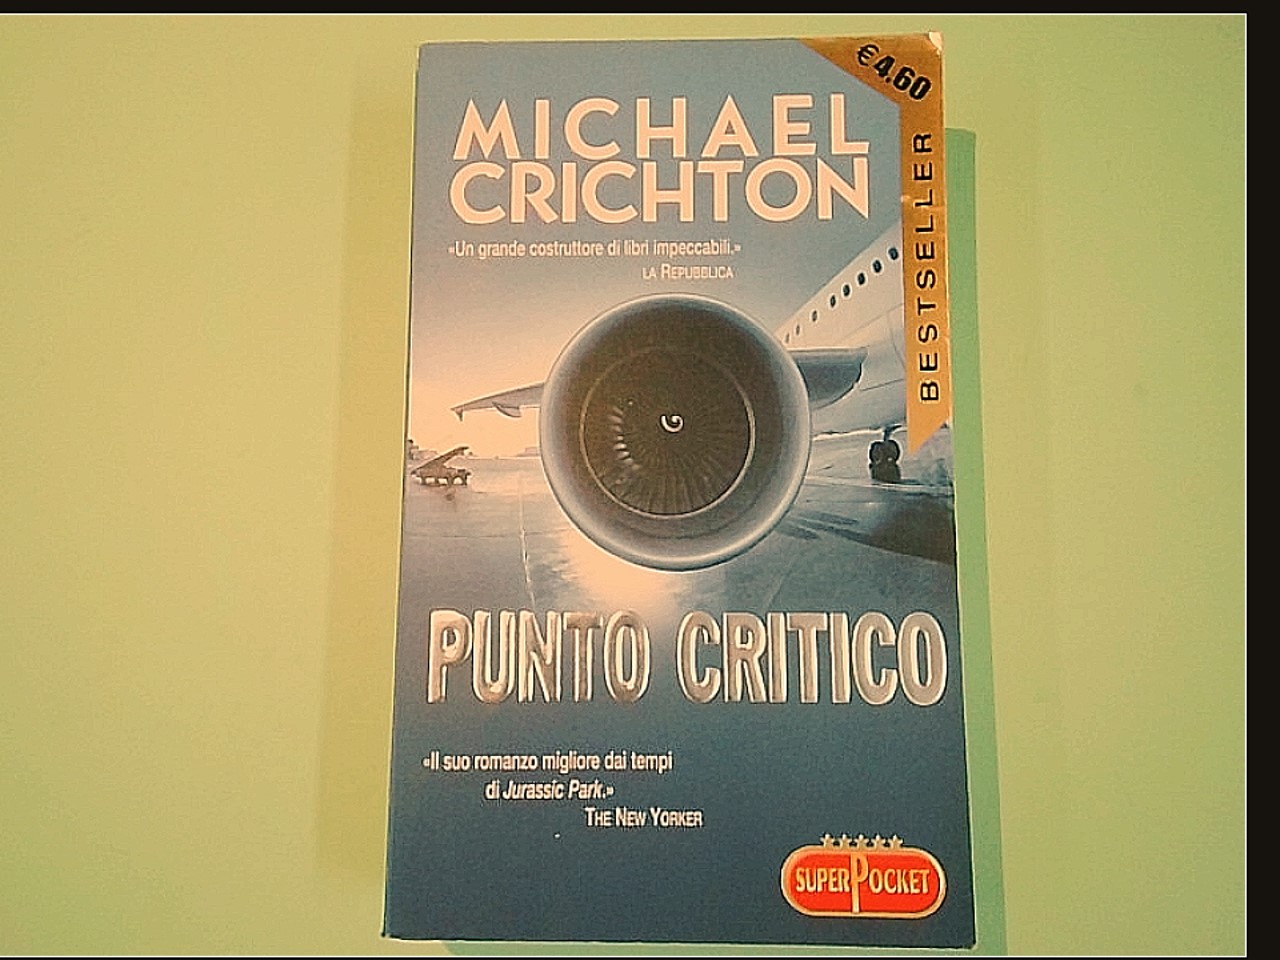 €4.60
BESTSELLER
MICHAEL
CRICHTON
«Un grande costruttore di libri impeccabili.»
LA REPUBBLICA
PUNTO CRITICO
«Il suo romanzo migliore dai tempi
di Jurassic Park.»
THE NEW YORKER
SUPERPOCKET